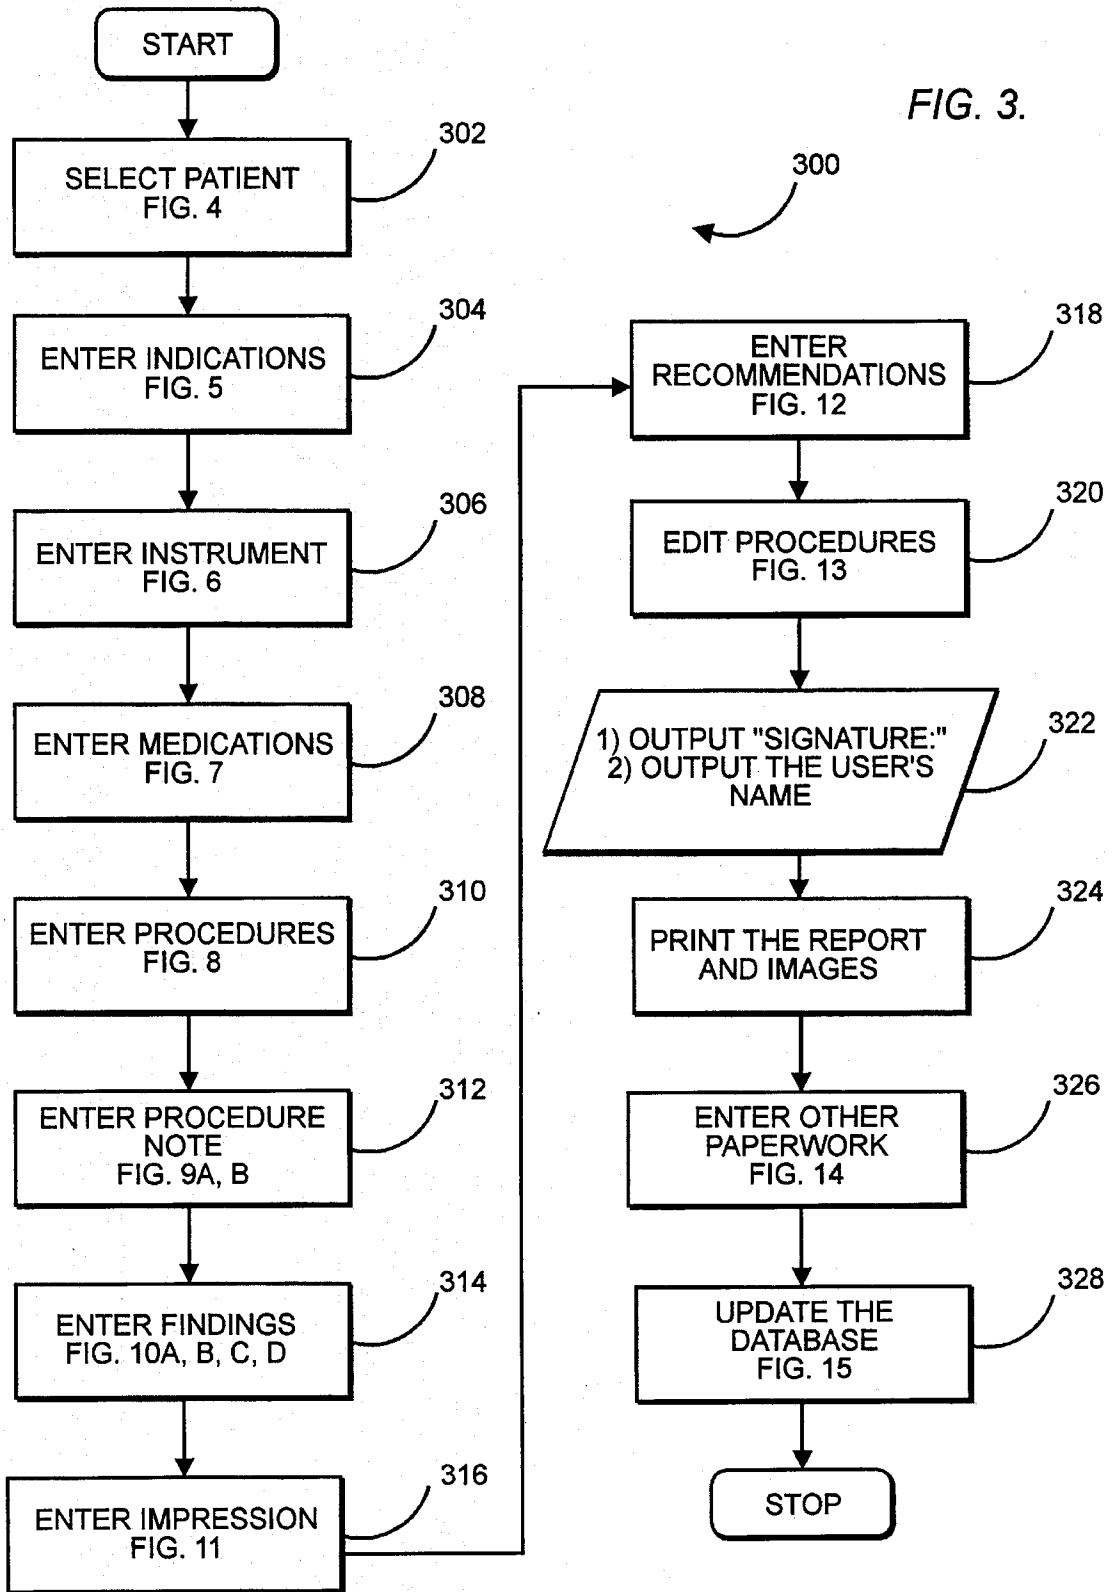 START
FIG. 3.
302
SELECT PATIENT
FIG. 4
300
304
ENTER INDICATIONS
FIG. 5
306
ENTER INSTRUMENT
FIG. 6
308
ENTER MEDICATIONS
FIG. 7
310
ENTER PROCEDURES
FIG. 8
312
ENTER PROCEDURE
NOTE
FIG. 9A, B
314
ENTER FINDINGS
FIG. 10A, B, C, D
316
ENTER IMPRESSION
FIG. 11
318
ENTER
RECOMMENDATIONS
FIG. 12
320
EDIT PROCEDURES
FIG. 13
322
1) OUTPUT "SIGNATURE:"
2) OUTPUT THE USER'S
NAME
324
PRINT THE REPORT
AND IMAGES
326
ENTER OTHER
PAPERWORK
FIG. 14
328
UPDATE THE
DATABASE
FIG. 15
STOP